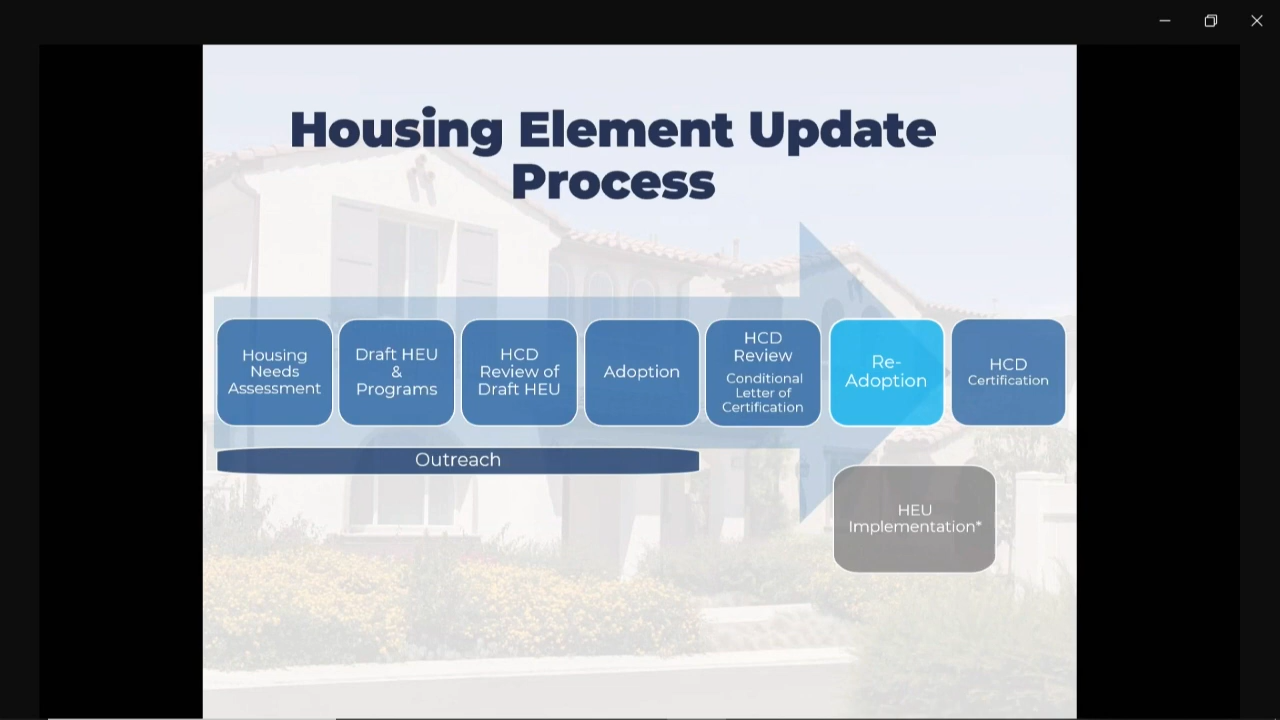 Housing Element Update
Process
Housing
Needs
Assessment
Draft HEU
&
Programs
HCD
Review of
Draft HEU
Adoption
HCD
Review
Conditional
Letter of
Certification
Re-
Adoption
HCD
Certification
Outreach
HEU
Implementation*